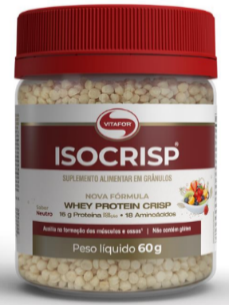 VITAFOR
ISOCRISP®
SUPLEMENTO ALIMENTAR EM GRÂNULOS
NOVA FÓRMULA
WHEY PROTEIN CRISP
Sabor Neutro
16 g Proteína • 18 Aminoácidos
Auxilia na formação dos músculos e ossos* / Não contém glúten
Peso líquido 60g